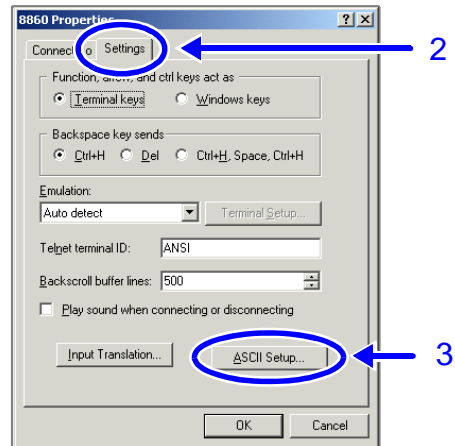 8860 Properties
? X
Settings
2
Function, arrow, and ctrl keys act as
Terminal keys Windows keys
Backspace key sends
Ctrl+H Del Ctrl+H, Space, Ctrl+H
Emulation:
Auto detect Terminal Setup...
Telnet terminal ID: ANSI
Backscroll buffer lines: 500
Play sound when connecting or disconnecting
Input Translation... ASCII Setup...
3
OK Cancel